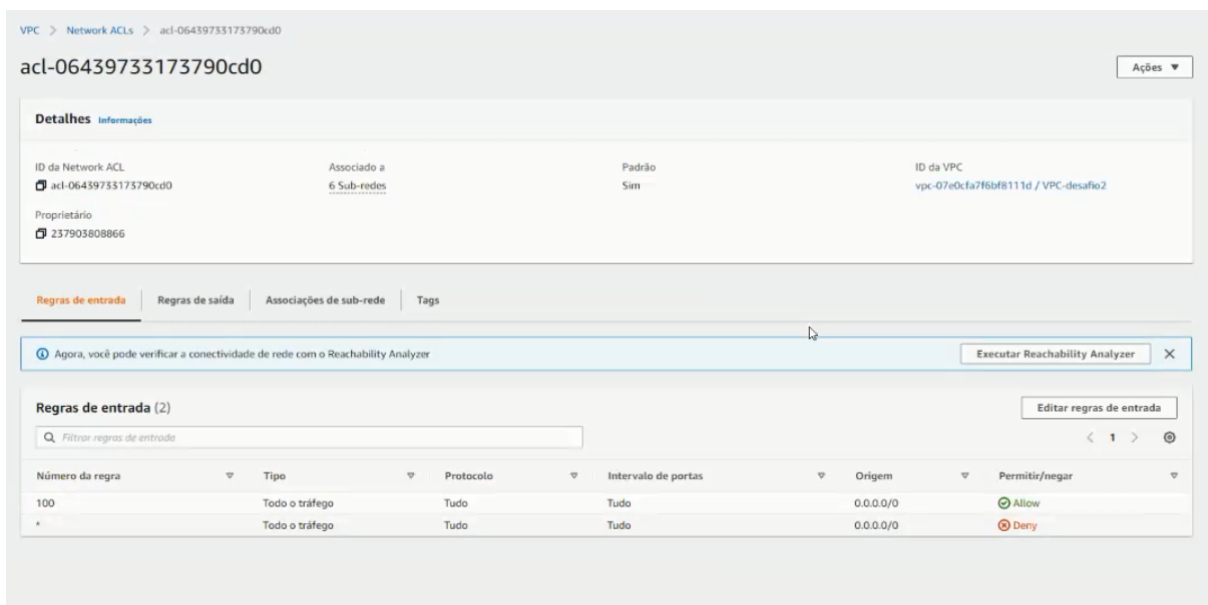 VPC > Network ACLs > acl-06439733173790cd0
acl-06439733173790cd0
Ações
Detalhes Informações
ID da Network ACL Associado a Padrão ID da VPC
acl-06439733173790cd0 6 Sub-redes Sim vpc-07e0cfa7f6bf8111d / VPC-desafio2
Proprietário
237903808866
Regras de entrada Regras de saída Associações de sub-rede Tags
Agora, você pode verificar a conectividade de rede com o Reachability Analyzer Executar Reachability Analyzer
Regras de entrada (2) Editar regras de entrada
Filtrar regras de entrada < 1 >
Número da regra Tipo Protocolo Intervalo de portas Origem Permitir/negar
100 Todo o tráfego Tudo Tudo 0.0.0.0/0 Allow
* Todo o tráfego Tudo Tudo 0.0.0.0/0 Deny